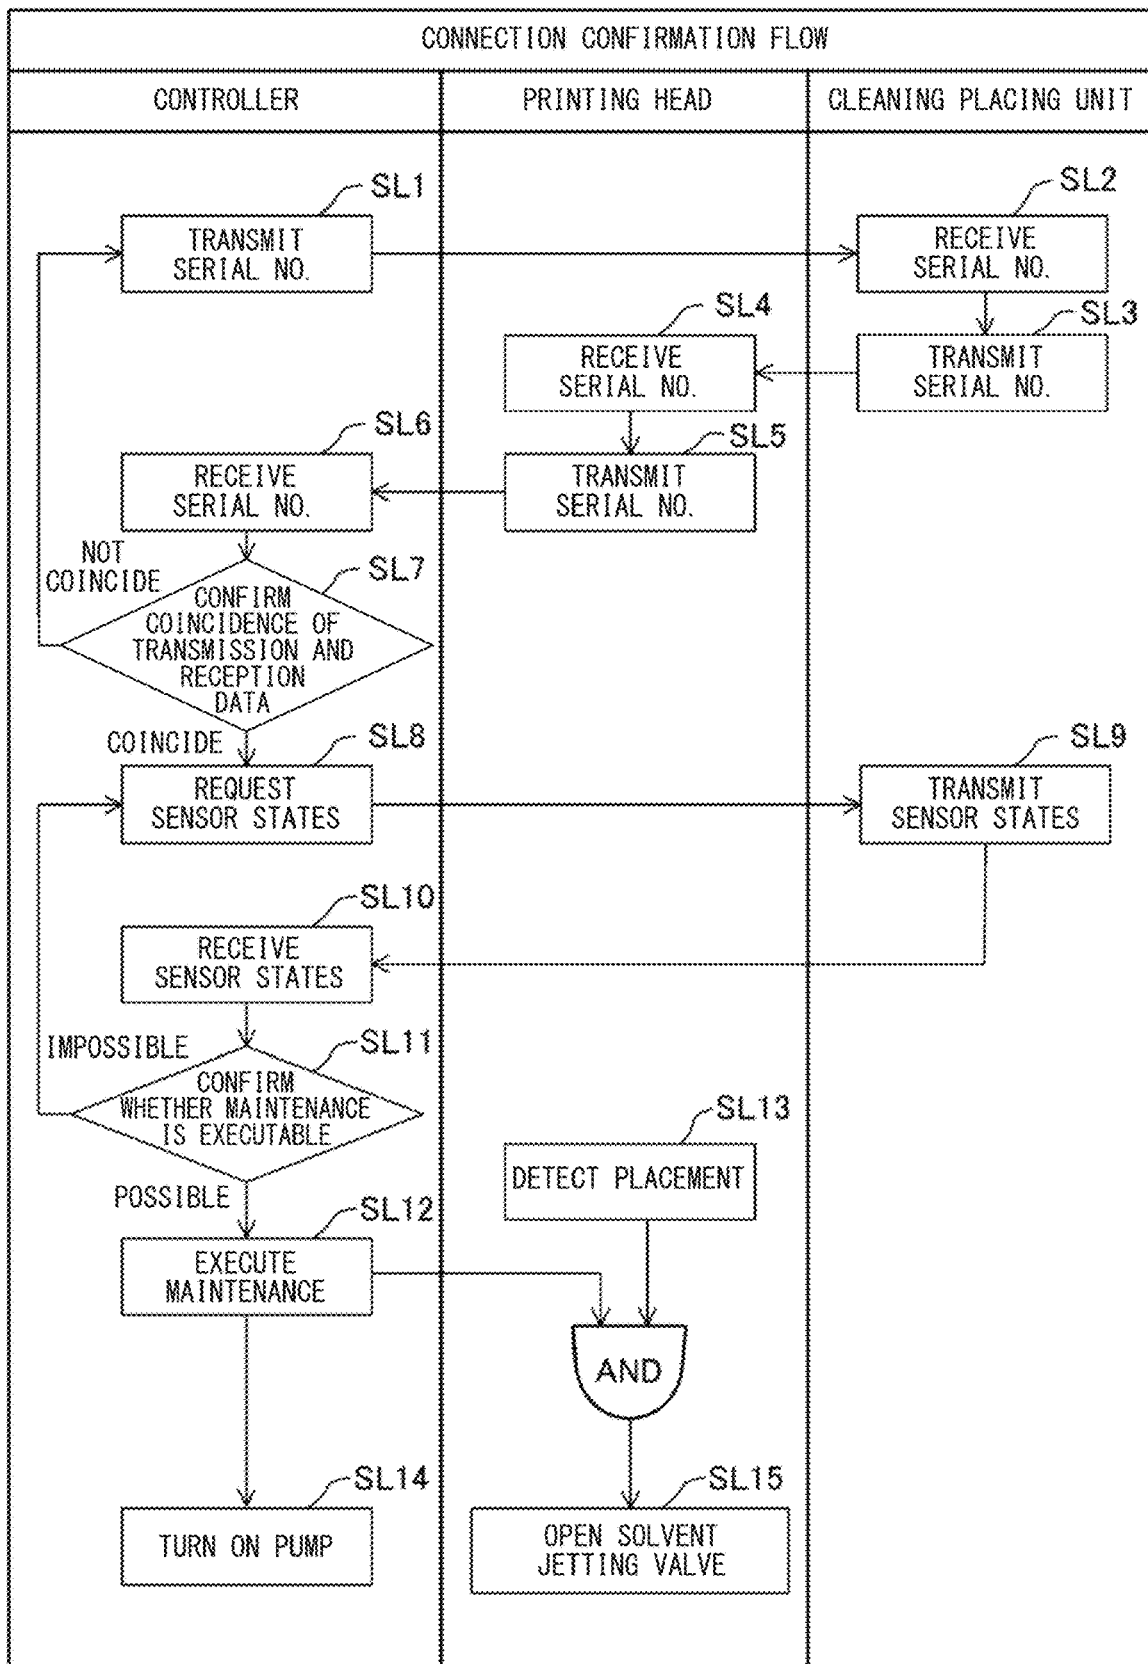 CONNECTION CONFIRMATION FLOW
CONTROLLER
PRINTING HEAD
CLEANING PLACING UNIT
SL1
TRANSMIT
SERIAL NO.
SL2
RECEIVE
SERIAL NO.
SL3
TRANSMIT
SERIAL NO.
SL4
RECEIVE
SERIAL NO.
SL5
TRANSMIT
SERIAL NO.
SL6
RECEIVE
SERIAL NO.
NOT
COINCIDE
SL7
CONFIRM
COINCIDENCE OF
TRANSMISSION AND
RECEPTION
DATA
COINCIDE
SL8
REQUEST
SENSOR STATES
SL9
TRANSMIT
SENSOR STATES
SL10
RECEIVE
SENSOR STATES
IMPOSSIBLE
SL11
CONFIRM
WHETHER MAINTENANCE
IS EXECUTABLE
POSSIBLE
SL12
EXECUTE
MAINTENANCE
SL13
DETECT PLACEMENT
AND
SL14
TURN ON PUMP
SL15
OPEN SOLVENT
JETTING VALVE